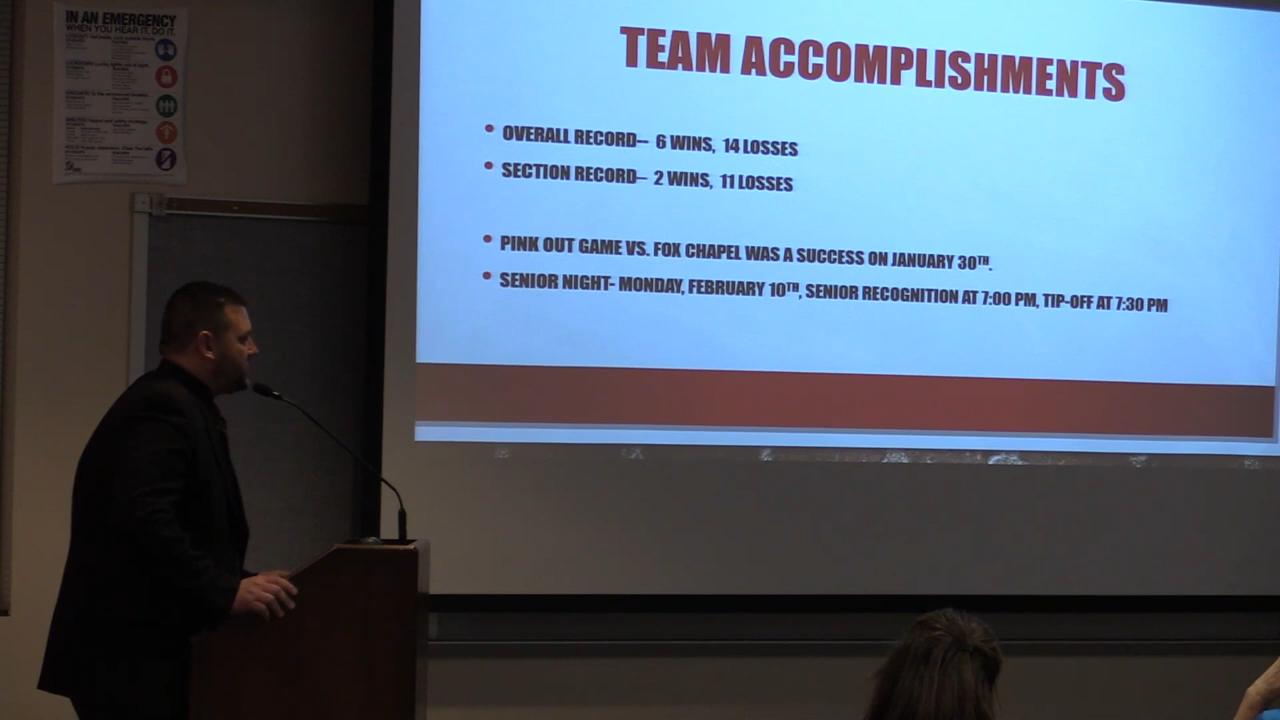 IN AN EMERGENCY
WHEN YOU HEAR IT, DO IT.
TEAM ACCOMPLISHMENTS
• OVERALL RECORD– 6 WINS, 14 LOSSES
• SECTION RECORD– 2 WINS, 11 LOSSES
• PINK OUT GAME VS. FOX CHAPEL WAS A SUCCESS ON JANUARY 30TH.
• SENIOR NIGHT- MONDAY, FEBRUARY 10TH, SENIOR RECOGNITION AT 7:00 PM, TIP-OFF AT 7:30 PM